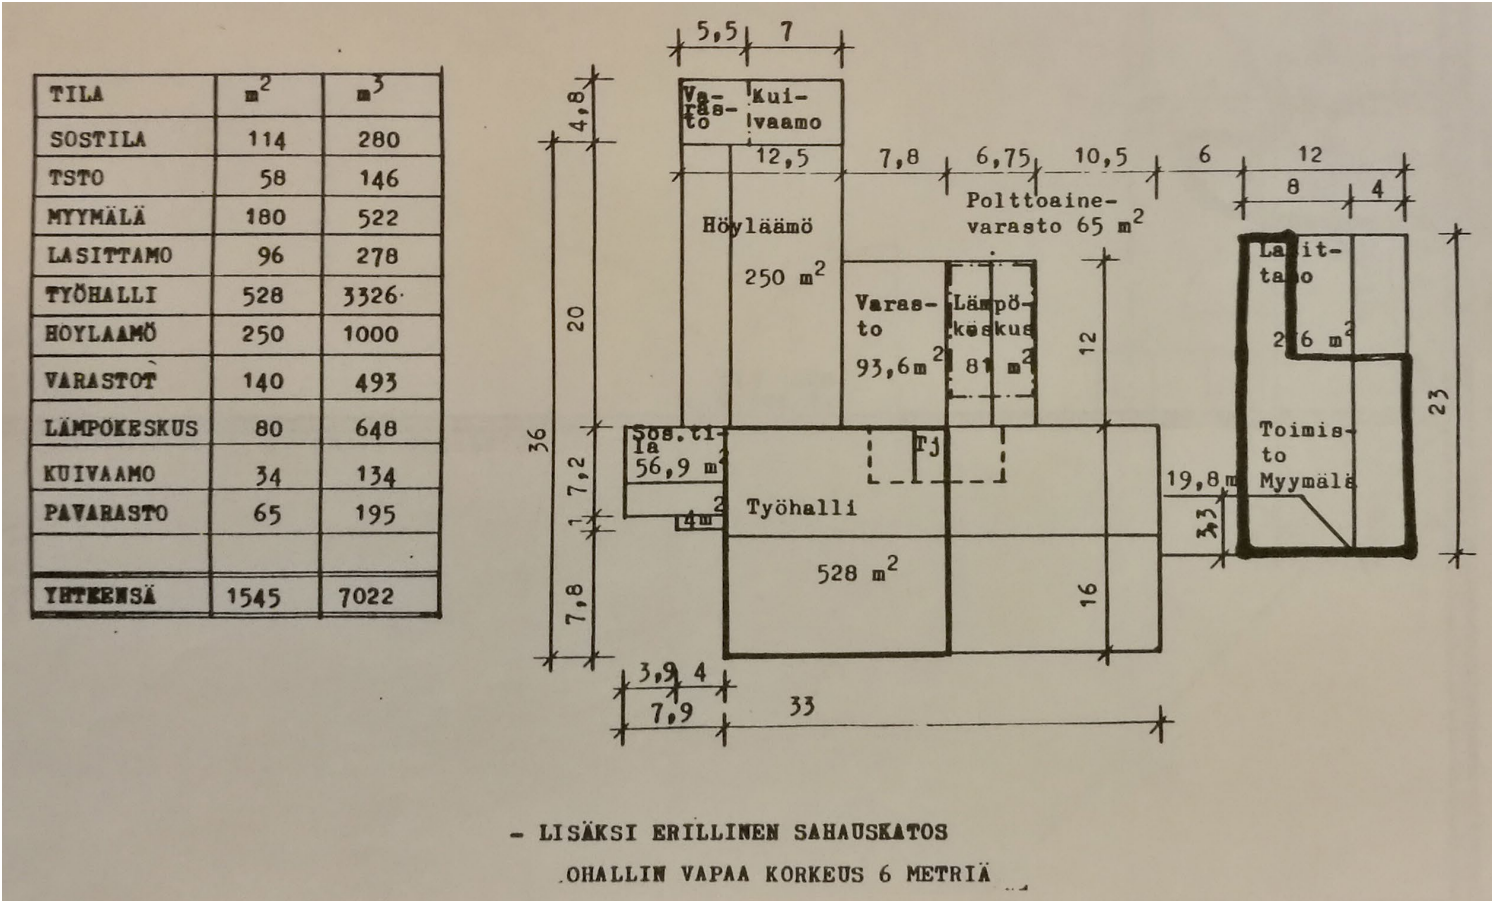 TILA m² m³
SOSTILA 114 280
TSTO 58 146
MYYMÄLÄ 180 522
LASITTAMO 96 278
TYÖHALLI 528 3326
HOYLAAMÖ 250 1000
VARASTOT 140 493
LÄMPOKESKUS 80 648
KUIVAAMO 34 134
PAVARASTO 65 195
YHTEENSÄ 1545 7022
5,5 7
4,8
Va-
ras-
to
Kui-
vaamo
12,5 7,8 6,75 10,5 6 12
8 4
Polttoaine-
varasto 65 m²
Höyläämö
250 m²
20
36
Varas-
to
93,6m²
Lämpö-
keskus
81 m²
12
Lasit-
tamo
276 m²
23
Toimis-
to
Myymälä
Sos.ti-
la
56,9 m²
7,2
4m²
1
Tj
Työhalli
528 m²
19,8m
3,3
16
7,8
3,9 4
7,9
33
- LISÄKSI ERILLINEN SAHAUSKATOS
OHALLIN VAPAA KORKEUS 6 METRIÄ